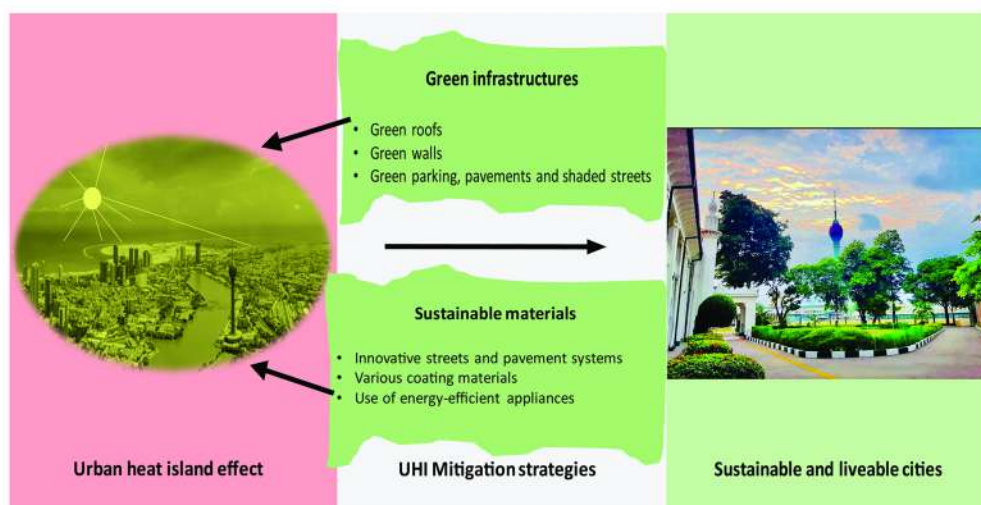 Green infrastructures
• Green roofs
• Green walls
• Green parking, pavements and shaded streets
Sustainable materials
• Innovative streets and pavement systems
• Various coating materials
• Use of energy-efficient appliances
Urban heat island effect
UHI Mitigation strategies
Sustainable and liveable cities